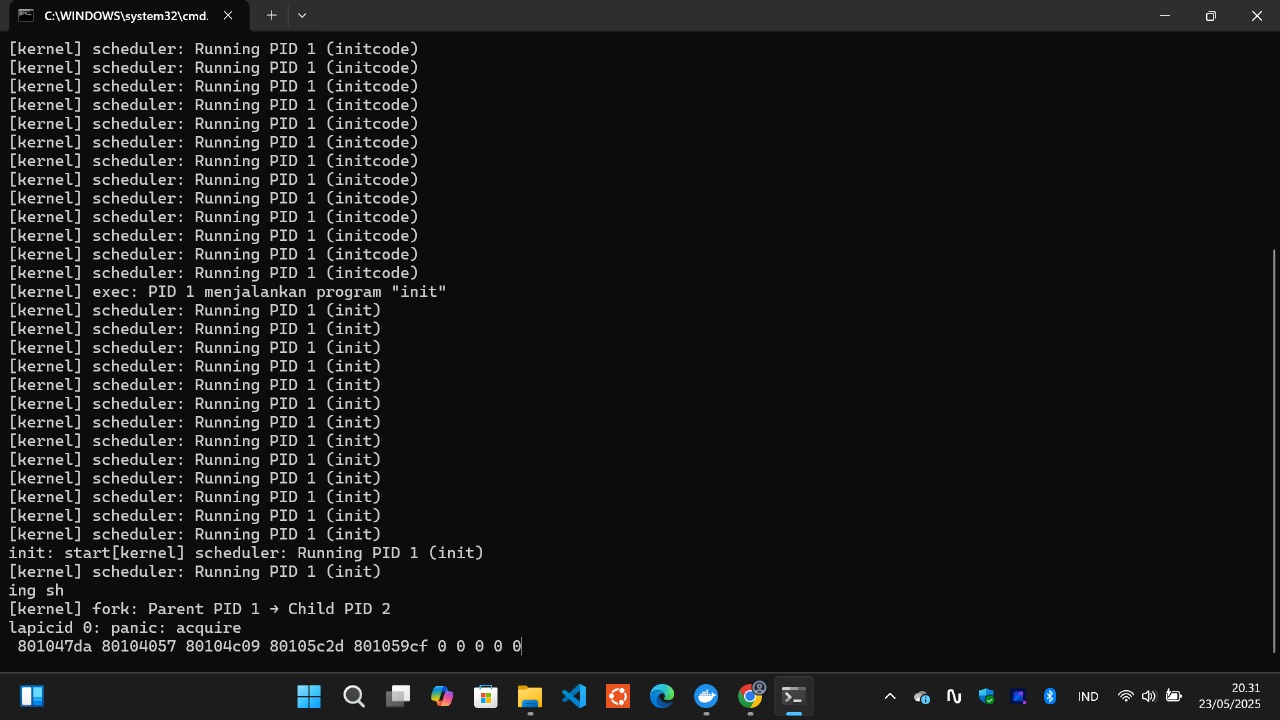 C:\WINDOWS\system32\cmd.
[kernel] scheduler: Running PID 1 (initcode)
[kernel] scheduler: Running PID 1 (initcode)
[kernel] scheduler: Running PID 1 (initcode)
[kernel] scheduler: Running PID 1 (initcode)
[kernel] scheduler: Running PID 1 (initcode)
[kernel] scheduler: Running PID 1 (initcode)
[kernel] scheduler: Running PID 1 (initcode)
[kernel] scheduler: Running PID 1 (initcode)
[kernel] scheduler: Running PID 1 (initcode)
[kernel] scheduler: Running PID 1 (initcode)
[kernel] scheduler: Running PID 1 (initcode)
[kernel] scheduler: Running PID 1 (initcode)
[kernel] scheduler: Running PID 1 (initcode)
[kernel] exec: PID 1 menjalankan program "init"
[kernel] scheduler: Running PID 1 (init)
[kernel] scheduler: Running PID 1 (init)
[kernel] scheduler: Running PID 1 (init)
[kernel] scheduler: Running PID 1 (init)
[kernel] scheduler: Running PID 1 (init)
[kernel] scheduler: Running PID 1 (init)
[kernel] scheduler: Running PID 1 (init)
[kernel] scheduler: Running PID 1 (init)
[kernel] scheduler: Running PID 1 (init)
[kernel] scheduler: Running PID 1 (init)
[kernel] scheduler: Running PID 1 (init)
[kernel] scheduler: Running PID 1 (init)
[kernel] scheduler: Running PID 1 (init)
init: start[kernel] scheduler: Running PID 1 (init)
[kernel] scheduler: Running PID 1 (init)
ing sh
[kernel] fork: Parent PID 1 → Child PID 2
lapicid 0: panic: acquire
801047da 80104057 80104c09 80105c2d 801059cf 0 0 0 0 0
IND
20.31
23/05/2025